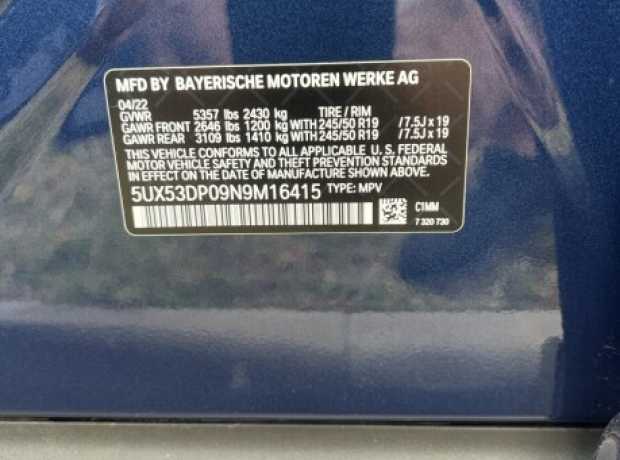 MFD BY BAYERISCHE MOTOREN WERKE AG
04/22
GVWR 5357 lbs 2430 kg TIRE / RIM
GAWR FRONT 2646 lbs 1200 kg WITH 245/50 R19 / 7.5J x 19
GAWR REAR 3109 lbs 1410 kg WITH 245/50 R19 / 7.5J x 19
THIS VEHICLE CONFORMS TO ALL APPLICABLE U. S. FEDERAL
MOTOR VEHICLE SAFETY, BUMPER, AND THEFT PREVENTION STANDARDS
IN EFFECT ON THE DATE OF MANUFACTURE SHOWN ABOVE.
5UX53DP09N9M16415 TYPE: MPV
C1MM
7 320 730